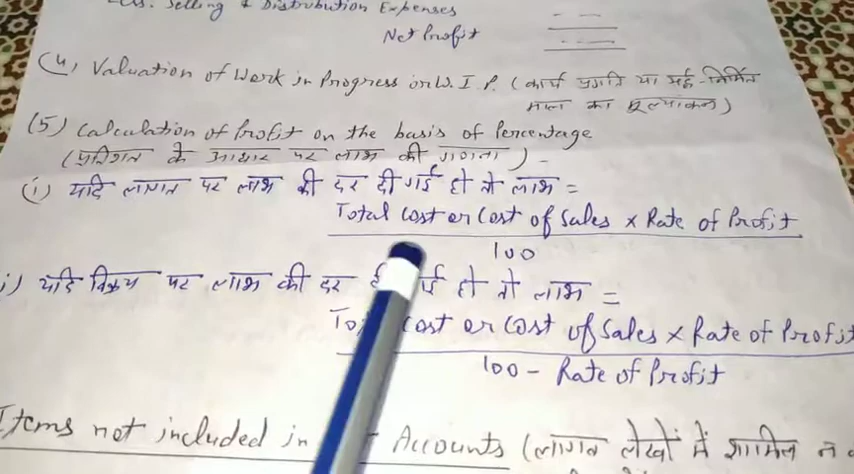 Selling & Distribution Expenses
Net Profit
(4) Valuation of Work in Progress or W.I.P. (कार्य प्रगति या अर्द्ध-निर्मित
माल का मूल्यांकन)
(5) Calculation of Profit on the basis of Percentage
(प्रतिशत के आधार पर लाभ की गणना) -
(i) यदि लागत पर लाभ की दर दी गई हो तो लाभ =
Total Cost or Cost of Sales × Rate of Profit
100
i) यदि विक्रय पर लाभ की दर हो तो लाभ =
Cost or Cost of Sales × Rate of Profit
100 - Rate of Profit
Items not included in Accounts (लागत लेखों में शामिल न